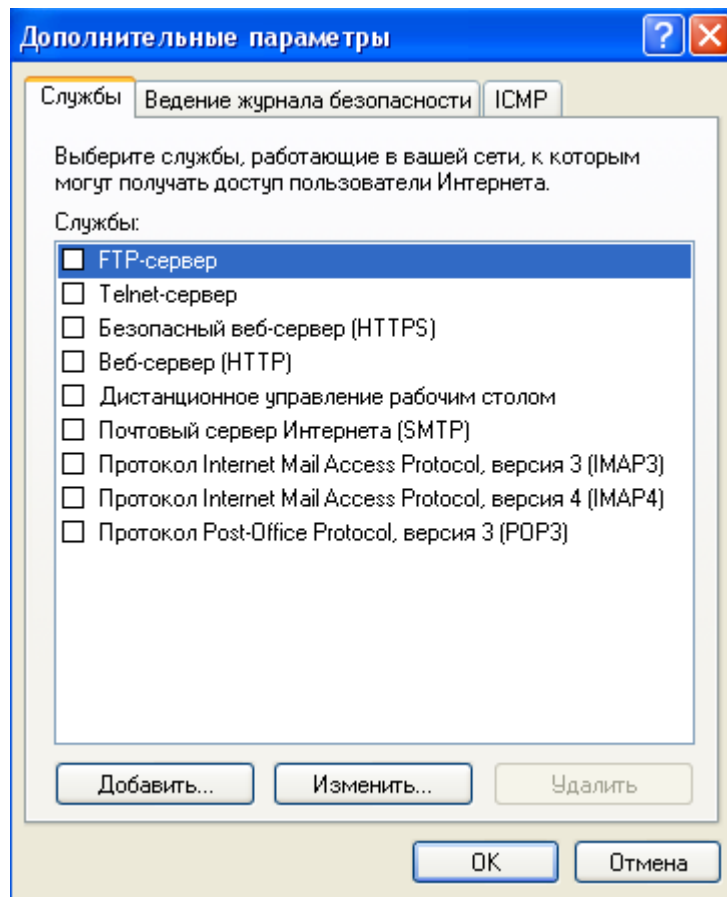 Дополнительные параметры
Службы
Ведение журнала безопасности
ICMP
Выберите службы, работающие в вашей сети, к которым
могут получать доступ пользователи Интернета.
Службы:
FTP-сервер
Telnet-сервер
Безопасный веб-сервер (HTTPS)
Веб-сервер (HTTP)
Дистанционное управление рабочим столом
Почтовый сервер Интернета (SMTP)
Протокол Internet Mail Access Protocol, версия 3 (IMAP3)
Протокол Internet Mail Access Protocol, версия 4 (IMAP4)
Протокол Post-Office Protocol, версия 3 (POP3)
Добавить...
Изменить...
Удалить
OK
Отмена